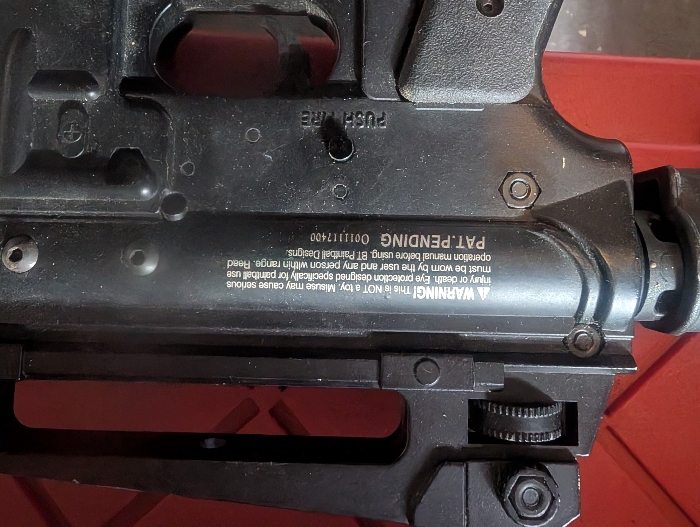 ⚠ WARNING! This is NOT a toy. Misuse may cause serious
injury or death. Eye protection designed specifically for paintball use
must be worn by the user and any person within range. Read
operation manual before using. BT Paintball Designs.
PAT.PENDING O011117400
PUSH FIRE